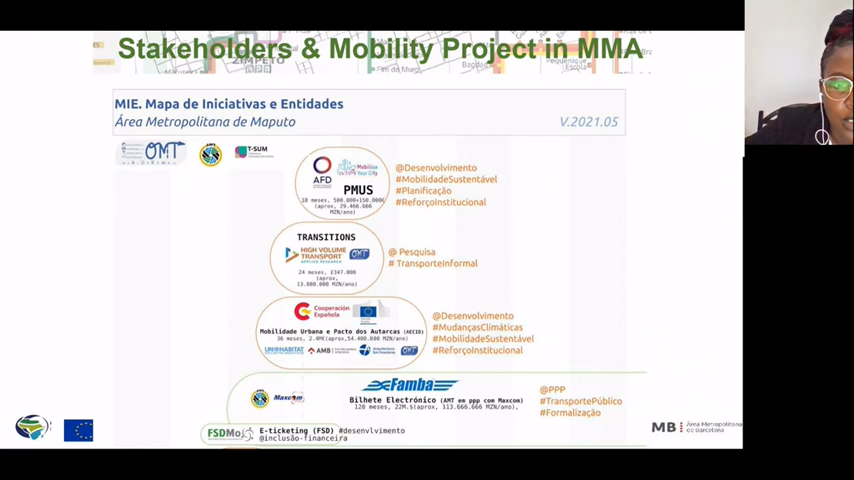 Stakeholders & Mobility Project in MMA
ZIMPETO
MIE. Mapa de Iniciativas e Entidades
Área Metropolitana de Maputo
V.2021.05
OMT
T-SUM
AFD
Mobilise Your City
PMUS
18 meses, 500.000+150.000€
(aprox, 29.466.666
MZN/ano)
@Desenvolvimento
#MobilidadeSustentável
#Planificação
#ReforçoInstitucional
TRANSITIONS
HIGH VOLUME
TRANSPORT
APPLIED RESEARCH
OMT
24 meses, £347.000
(aprox,
13.880.000 MZN/ano)
@ Pesquisa
# TransporteInformal
Cooperación
Española
Mobilidade Urbana e Pacto dos Autarcas (AECID)
36 meses, 2.4M€(aprox,54.400.000 MZN/ano)
UN-HABITAT
AMB
OMT
@Desenvolvimento
#MudançasClimáticas
#MobilidadeSustentável
#ReforçoInstitucional
Maxcom
Famba
Bilhete Electrónico (AMT em ppp com Maxcom)
120 meses, 22M.$(aprox, 113.666.666 MZN/ano),
@PPP
#TransportePúblico
#Formalização
FSDMoç
E-ticketing (FSD) #desenvlvimento
@inclusão-financeira
MB
Área Metropolitana
de Barcelona